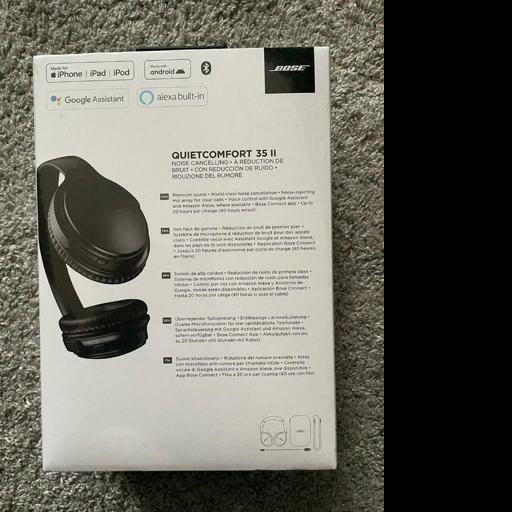 Made for
iPhone | iPad | iPod
Works with
android
BOSE
Google Assistant
alexa built-in
QUIETCOMFORT 35 II
NOISE CANCELLING • À RÉDUCTION DE
BRUIT • CON REDUCCIÓN DE RUIDO •
RIDUZIONE DEL RUMORE
Premium sound • World-class noise cancellation • Noise-rejecting
mic array for clear calls • Voice control with Google Assistant
and Amazon Alexa, where available • Bose Connect app • Up to
20 hours per charge (40 hours wired)
Son haut de gamme • Réduction de bruit de premier plan •
Système de microphone à réduction de bruit pour des appels
clairs • Contrôle vocal avec Assistant Google et Amazon Alexa,
dans les pays où ils sont disponibles • Application Bose Connect
• Jusqu'à 20 heures d'autonomie par cycle de charge (40 heures
en filaire)
Sonido de alta calidad • Reducción de ruido de primera clase •
Sistema de micrófonos con reducción de ruido para llamadas
nítidas • Control por voz con Amazon Alexa y Asistente de
Google, donde estén disponibles • Aplicación Bose Connect •
Hasta 20 horas por carga (40 horas si usas el cable)
Überragender Spitzenklang • Erstklassige Lärmreduzierung •
Duales Mikrofonsystem für klar verständliche Telefonate •
Sprachsteuerung mit Google Assistant und Amazon Alexa,
sofern verfügbar • Bose Connect App • Akkulaufzeit von bis
zu 20 Stunden (40 Stunden mit Kabel)
Suono straordinario • Riduzione del rumore avanzata • Array
con microfono anti-rumore per chiamate nitide • Controllo
vocale di Google Assistant e Amazon Alexa, ove disponibile •
App Bose Connect • Fino a 20 ore per ricarica (40 ore con filo)